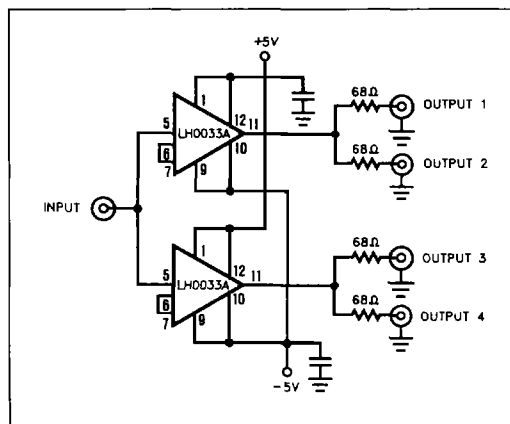 +5V
1
5
LH0033A
12
11
10
6
7
9
68Ω
OUTPUT 1
68Ω
OUTPUT 2
INPUT
1
5
LH0033A
12
11
10
6
7
9
68Ω
OUTPUT 3
68Ω
OUTPUT 4
−5V